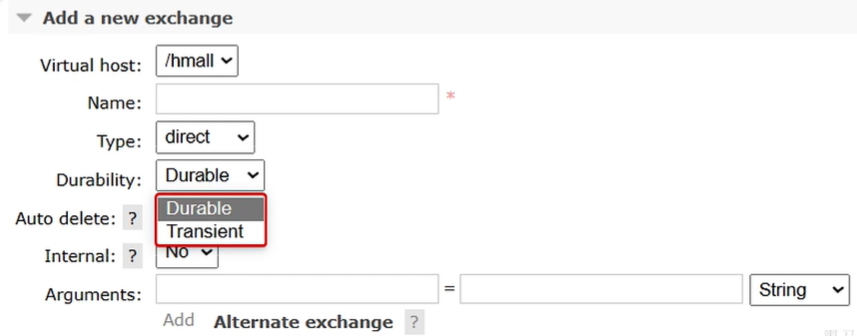 Add a new exchange
Virtual host: /hmall
Name: *
Type: direct
Durability: Durable
Durable
Transient
Auto delete: ?
Internal: ? No
Arguments: = String
Add Alternate exchange ?